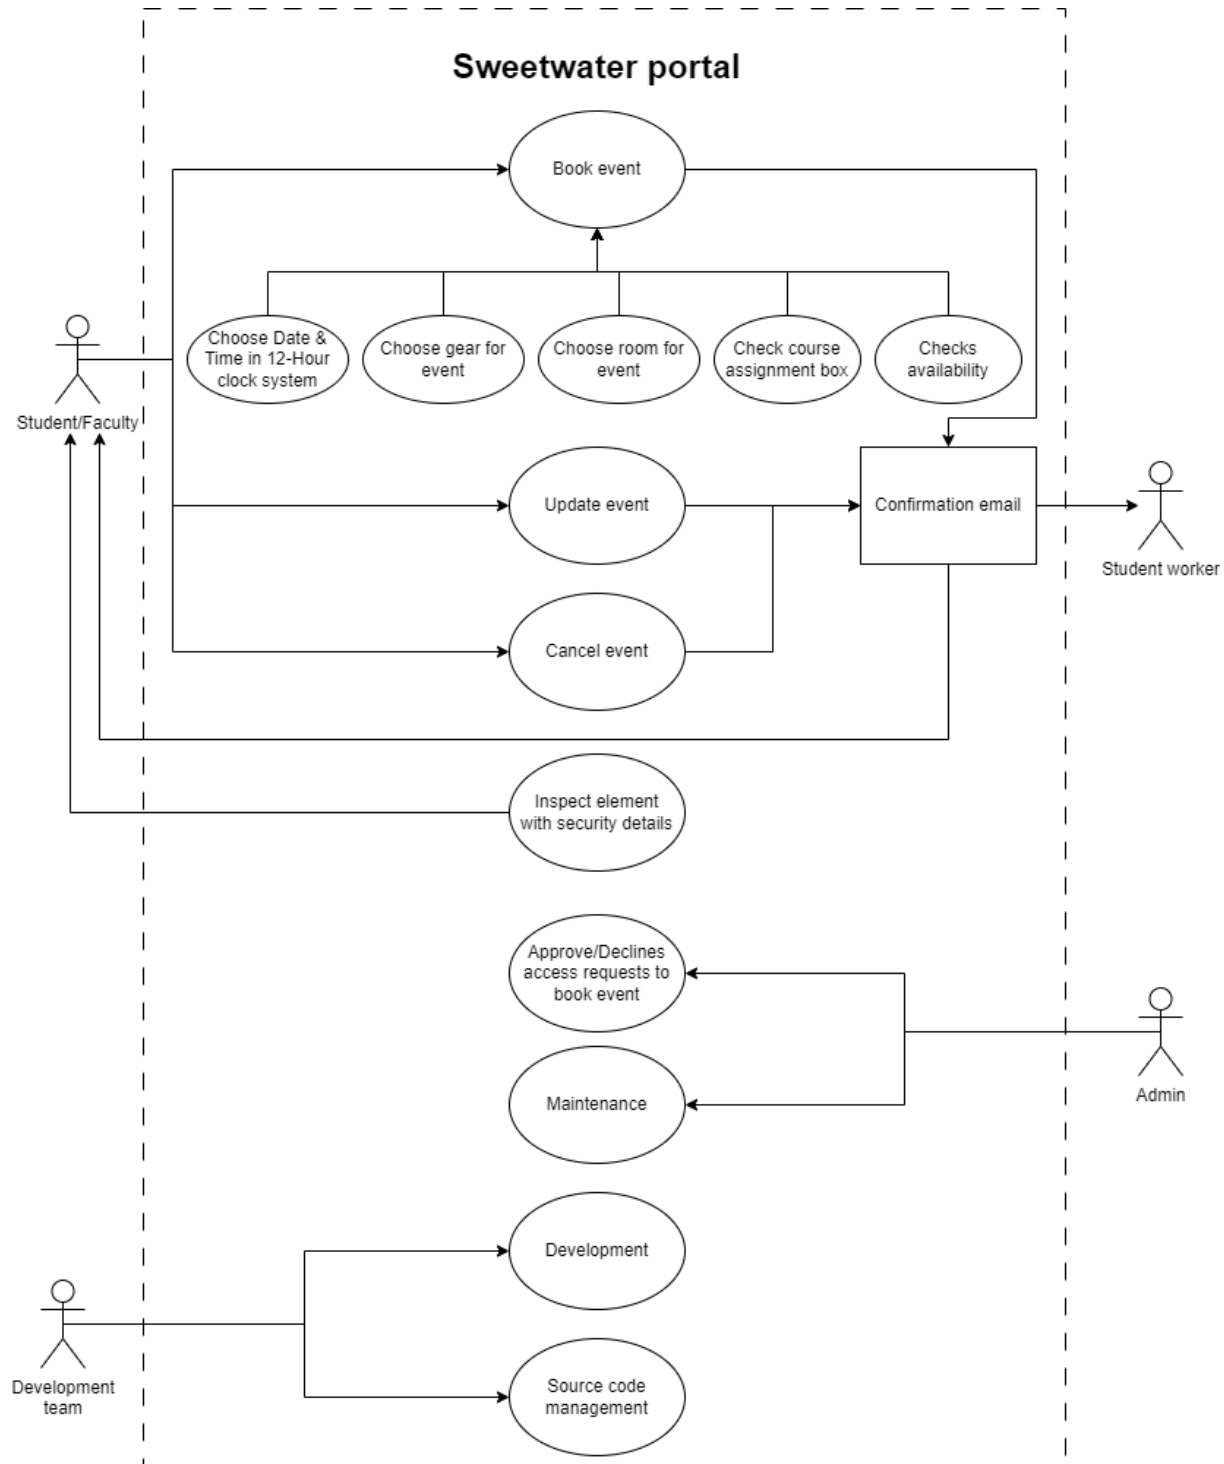 Sweetwater portal
Book event
Choose Date &
Time in 12-Hour
clock system
Choose gear for
event
Choose room for
event
Check course
assignment box
Checks
availability
Student/Faculty
Update event
Confirmation email
Student worker
Cancel event
Inspect element
with security details
Approve/Declines
access requests to
book event
Admin
Maintenance
Development
Development
team
Source code
management